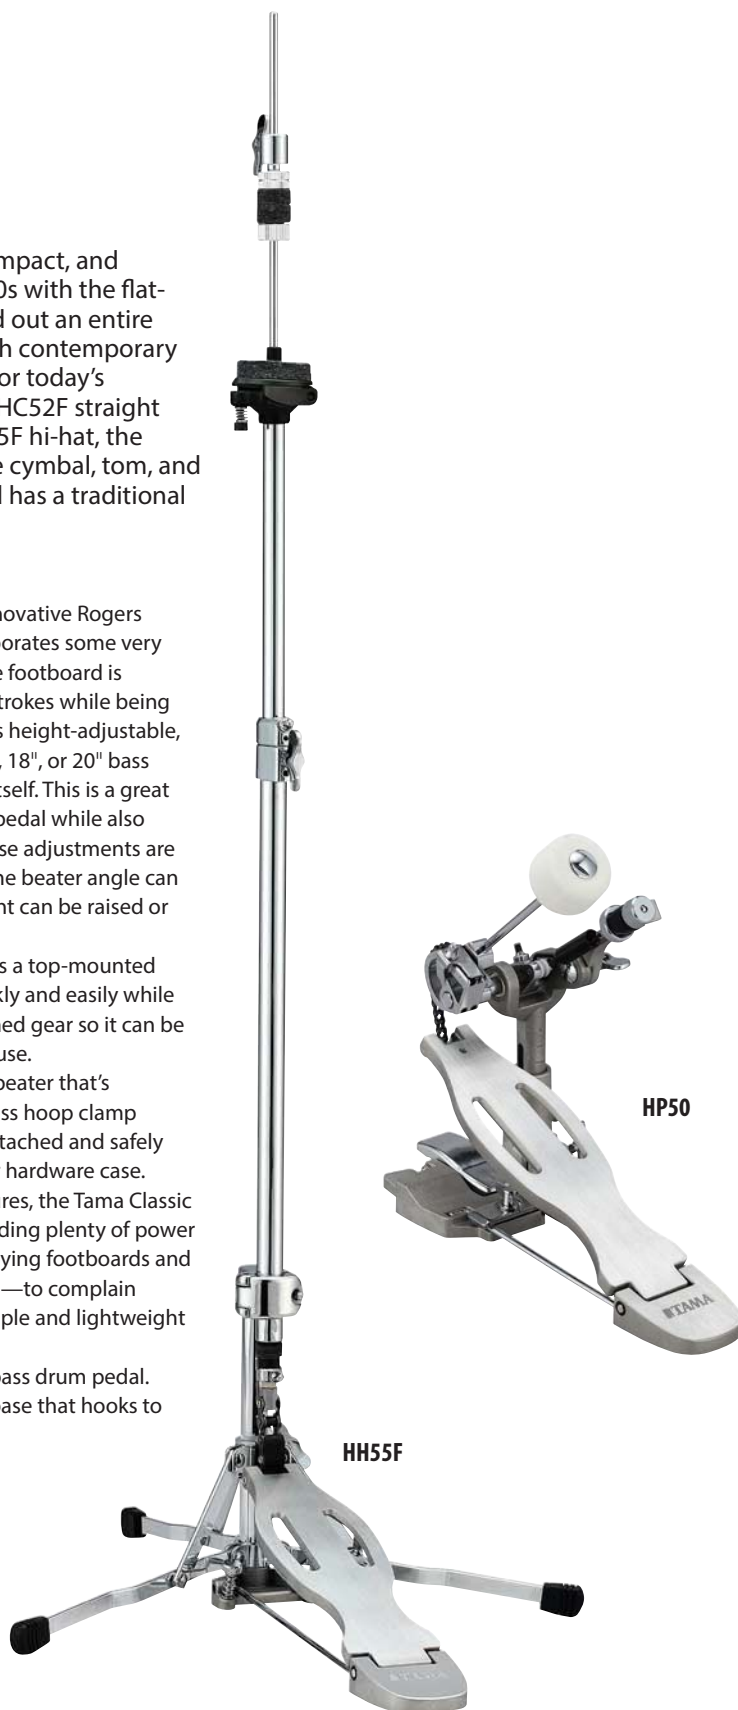 mpact, and
0s with the flat-
d out an entire
h contemporary
or today's
HC52F straight
5F hi-hat, the
e cymbal, tom, and
l has a traditional
novative Rogers
porates some very
e footboard is
trokes while being
s height-adjustable,
, 18", or 20" bass
tself. This is a great
pedal while also
se adjustments are
he beater angle can
nt can be raised or
s a top-mounted
kly and easily while
ned gear so it can be
use.
beater that's
ss hoop clamp
tached and safely
r hardware case.
res, the Tama Classic
ding plenty of power
ying footboards and
—to complain
ple and lightweight
bass drum pedal.
base that hooks to
HP50
TAMA
HH55F
TAMA